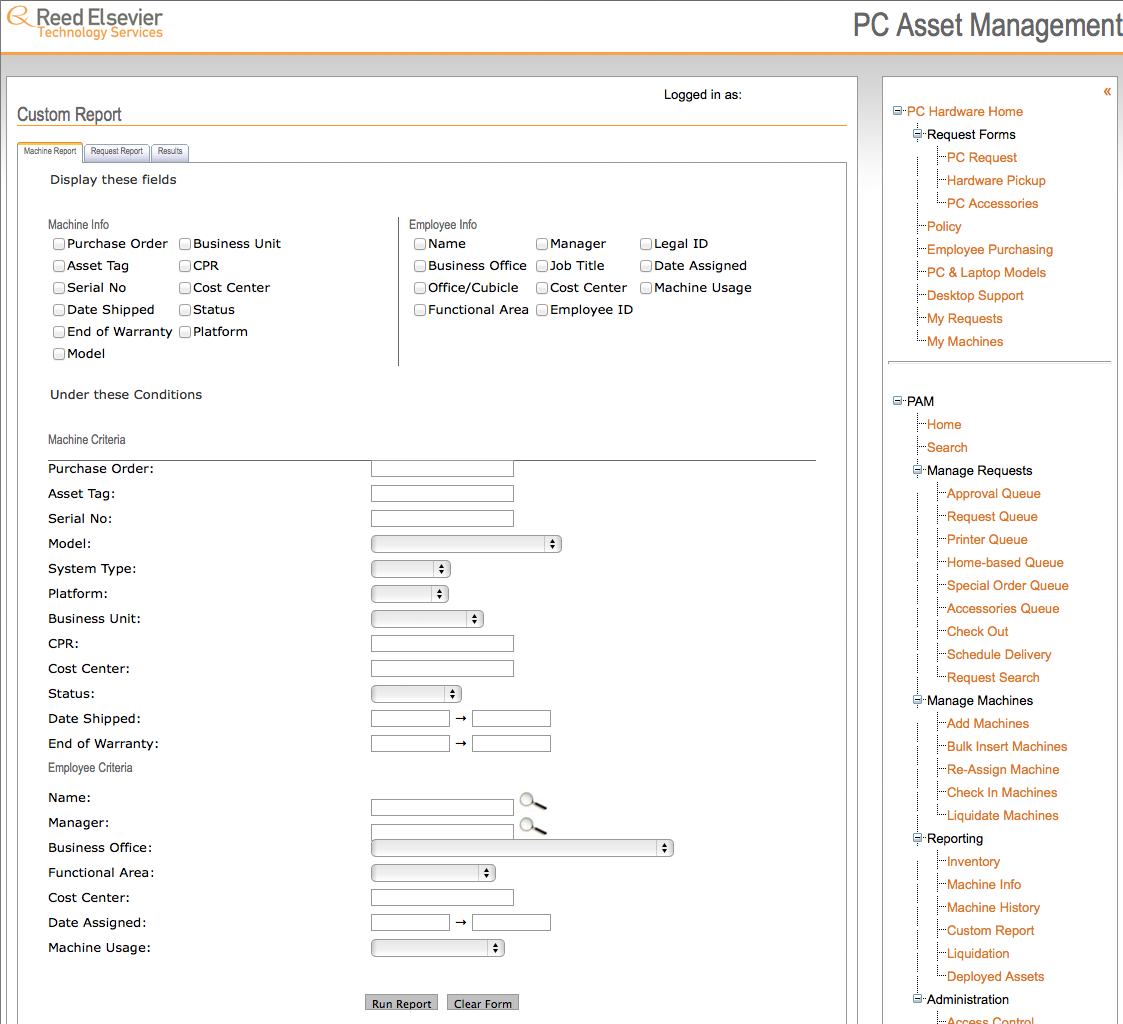 Reed Elsevier
Technology Services
PC Asset Management
Logged in as:
Custom Report
Machine Report Request Report Results
Display these fields
Machine Info
Purchase Order Business Unit
Asset Tag CPR
Serial No Cost Center
Date Shipped Status
End of Warranty Platform
Model
Employee Info
Name Manager Legal ID
Business Office Job Title Date Assigned
Office/Cubicle Cost Center Machine Usage
Functional Area Employee ID
Under these Conditions
Machine Criteria
Purchase Order:
Asset Tag:
Serial No:
Model:
System Type:
Platform:
Business Unit:
CPR:
Cost Center:
Status:
Date Shipped: →
End of Warranty: →
Employee Criteria
Name:
Manager:
Business Office:
Functional Area:
Cost Center:
Date Assigned: →
Machine Usage:
Run Report Clear Form
«
PC Hardware Home
Request Forms
PC Request
Hardware Pickup
PC Accessories
Policy
Employee Purchasing
PC & Laptop Models
Desktop Support
My Requests
My Machines
PAM
Home
Search
Manage Requests
Approval Queue
Request Queue
Printer Queue
Home-based Queue
Special Order Queue
Accessories Queue
Check Out
Schedule Delivery
Request Search
Manage Machines
Add Machines
Bulk Insert Machines
Re-Assign Machine
Check In Machines
Liquidate Machines
Reporting
Inventory
Machine Info
Machine History
Custom Report
Liquidation
Deployed Assets
Administration
Access Control